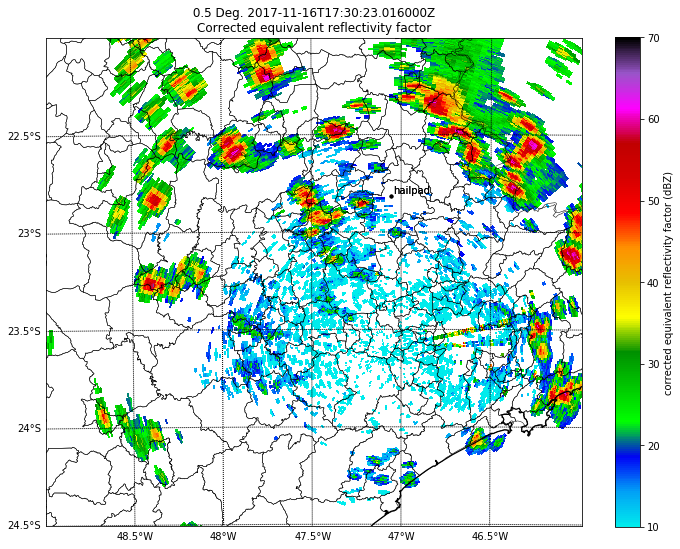 0.5 Deg. 2017-11-16T17:30:23.016000Z
Corrected equivalent reflectivity factor
70
60
50
40
30
20
10
corrected equivalent reflectivity factor (dBZ)
22.5°S
23°S
23.5°S
24°S
24.5°S
hailpad
48.5°W
48°W
47.5°W
47°W
46.5°W